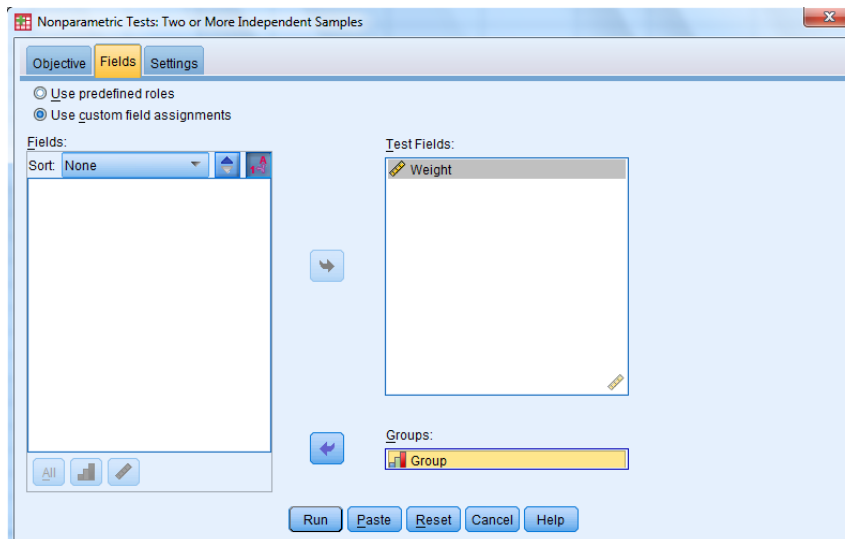 Nonparametric Tests: Two or More Independent Samples
Objective Fields Settings
Use predefined roles
Use custom field assignments
Fields:
Sort: None
Test Fields:
Weight
Groups:
Group
All
Run Paste Reset Cancel Help